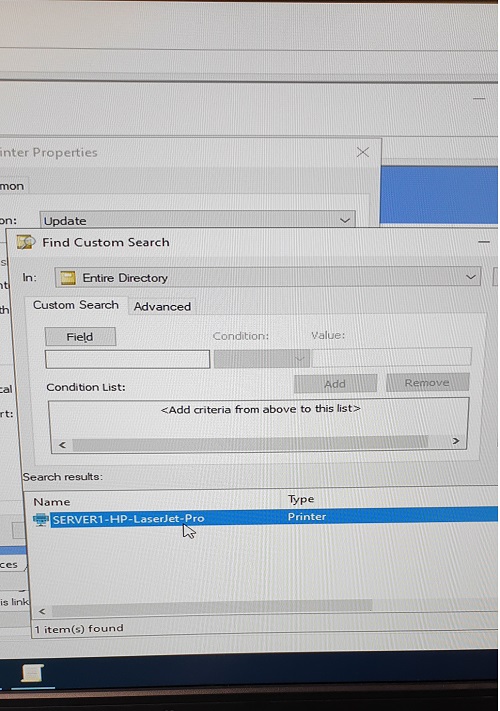 inter Properties
mon
on: Update
Find Custom Search
In: Entire Directory
Custom Search Advanced
Field Condition: Value:
Add Remove
Condition List:
<Add criteria from above to this list>
cal
rt:
Search results:
Name Type
SERVER1-HP-LaserJet-Pro Printer
ces
is link
1 item(s) found